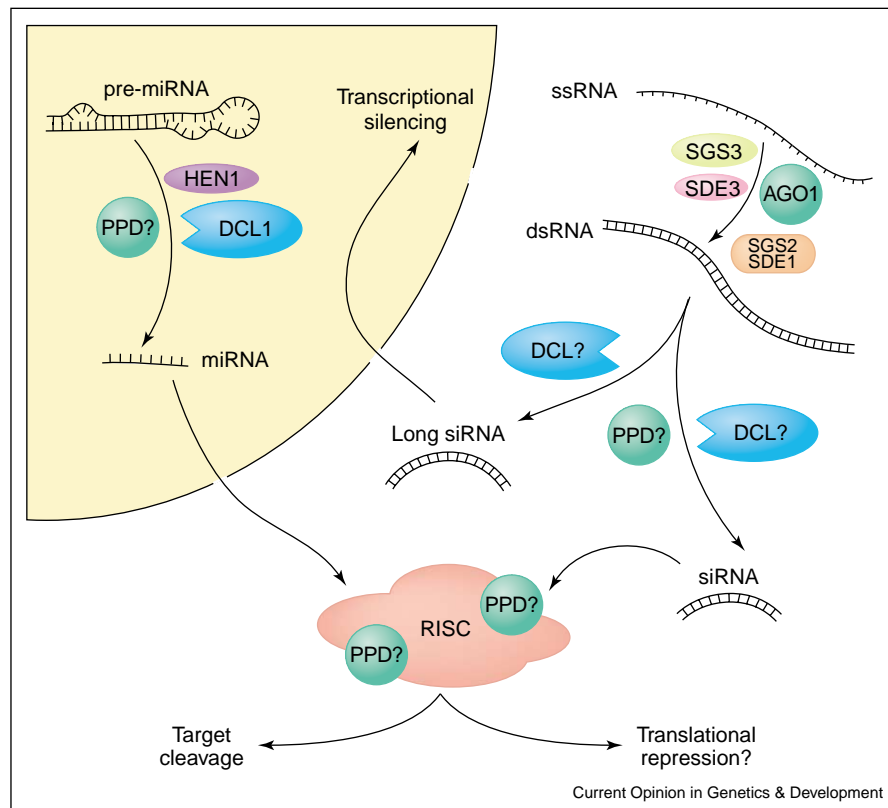 pre-miRNA
HEN1
PPD?
DCL1
miRNA
Transcriptional
silencing
ssRNA
SGS3
SDE3
AGO1
dsRNA
SGS2
SDE1
DCL?
Long siRNA
PPD?
DCL?
siRNA
PPD?
RISC
PPD?
Target
cleavage
Translational
repression?
Current Opinion in Genetics & Development